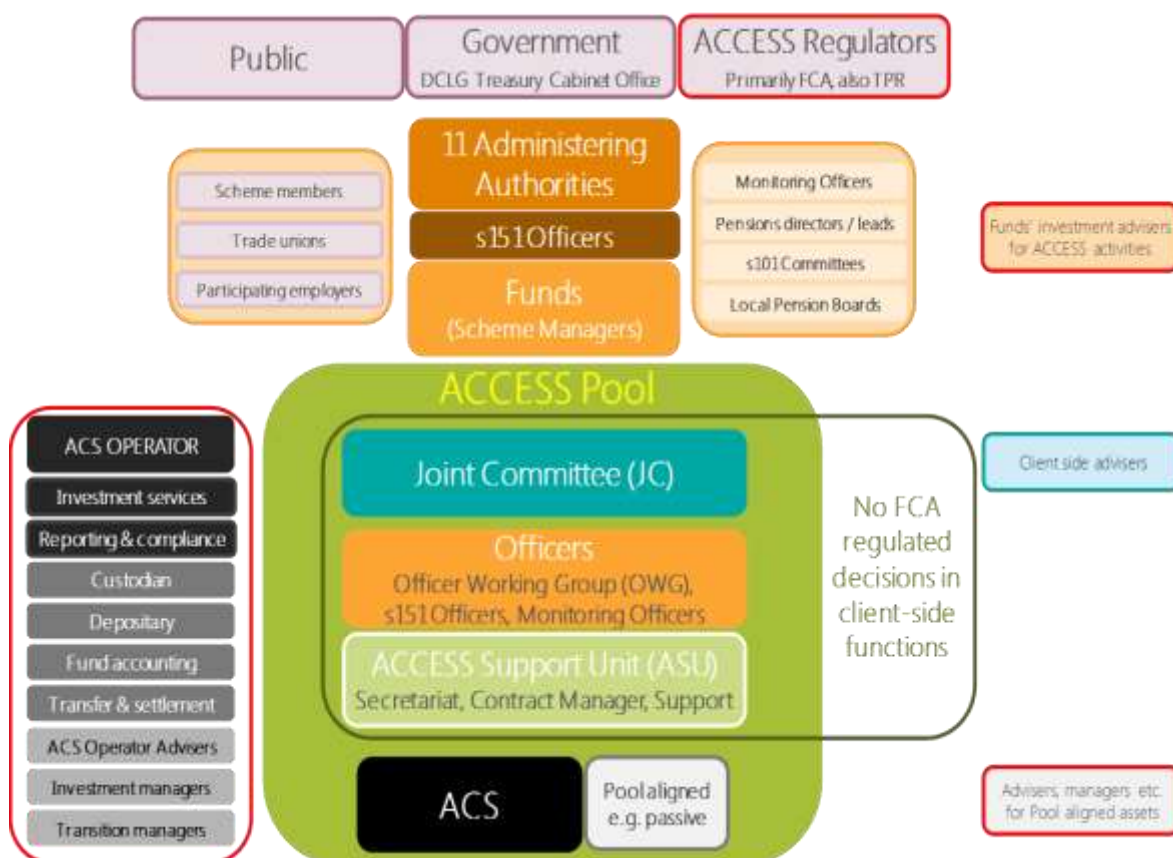 Public
Government
DCLG Treasury Cabinet Office
ACCESS Regulators
Primarily FCA, also TPR
11 Administering
Authorities
s151Officers
Funds
(Scheme Managers)
Scheme members
Trade unions
Participating employers
Monitoring Officers
Pensions directors / leads
s101 Committees
Local Pension Boards
Funds' investment advisers
for ACCESS activities
ACCESS Pool
Joint Committee (JC)
Officers
Officer Working Group (OWG),
s151 Officers, Monitoring Officers
ACCESS Support Unit (ASU)
Secretariat, Contract Manager, Support
No FCA
regulated
decisions in
client-side
functions
ACS
Pool aligned
e.g. passive
ACS OPERATOR
Investment services
Reporting & compliance
Custodian
Depositary
Fund accounting
Transfer & settlement
ACS Operator Advisers
Investment managers
Transition managers
Client side advisers
Advisers, managers etc.
for Pool aligned assets